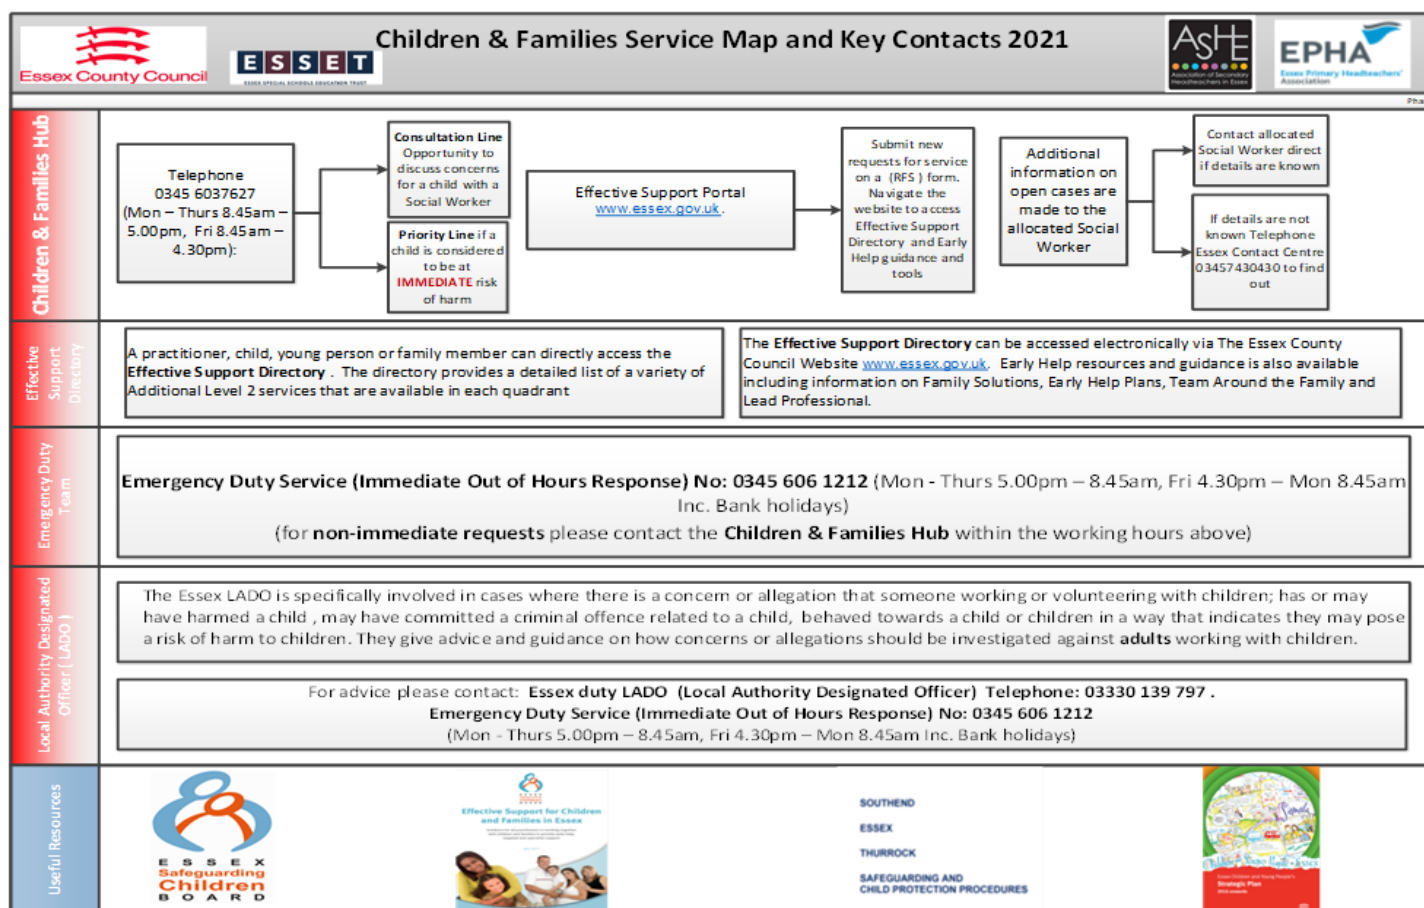 Essex County Council
ESSET
ESSEX SPECIAL SCHOOLS EDUCATION TRUST
Children & Families Service Map and Key Contacts 2021
ASHE
Association of Secondary
Headteachers in Essex
EPHA
Essex Primary Headteachers'
Association
Pha
Children & Families Hub
Telephone
0345 6037627
(Mon – Thurs 8.45am –
5.00pm, Fri 8.45am –
4.30pm):
Consultation Line
Opportunity to
discuss concerns
for a child with a
Social Worker
Priority Line if a
child is considered
to be at
IMMEDIATE risk
of harm
Effective Support Portal
www.essex.gov.uk.
Submit new
requests for service
on a (RFS ) form.
Navigate the
website to access
Effective Support
Directory and Early
Help guidance and
tools
Additional
information on
open cases are
made to the
allocated Social
Worker
Contact allocated
Social Worker direct
if details are known
If details are not
known Telephone
Essex Contact Centre
03457430430 to find
out
Effective
Support
Directory
A practitioner, child, young person or family member can directly access the
Effective Support Directory . The directory provides a detailed list of a variety of
Additional Level 2 services that are available in each quadrant
The Effective Support Directory can be accessed electronically via The Essex County
Council Website www.essex.gov.uk. Early Help resources and guidance is also available
including information on Family Solutions, Early Help Plans, Team Around the Family and
Lead Professional.
Emergency Duty
Team
Emergency Duty Service (Immediate Out of Hours Response) No: 0345 606 1212 (Mon - Thurs 5.00pm – 8.45am, Fri 4.30pm – Mon 8.45am
Inc. Bank holidays)
(for non-immediate requests please contact the Children & Families Hub within the working hours above)
Local Authority Designated
Officer ( LADO )
The Essex LADO is specifically involved in cases where there is a concern or allegation that someone working or volunteering with children; has or may
have harmed a child , may have committed a criminal offence related to a child, behaved towards a child or children in a way that indicates they may pose
a risk of harm to children. They give advice and guidance on how concerns or allegations should be investigated against adults working with children.
For advice please contact: Essex duty LADO (Local Authority Designated Officer) Telephone: 03330 139 797 .
Emergency Duty Service (Immediate Out of Hours Response) No: 0345 606 1212
(Mon - Thurs 5.00pm – 8.45am, Fri 4.30pm – Mon 8.45am Inc. Bank holidays)
Useful Resources
ESSEX
Safeguarding
Children
BOARD
Effective Support for Children
and Families in Essex
SOUTHEND
ESSEX
THURROCK
SAFEGUARDING AND
CHILD PROTECTION PROCEDURES
Essex Children and Young People's
Strategic Plan